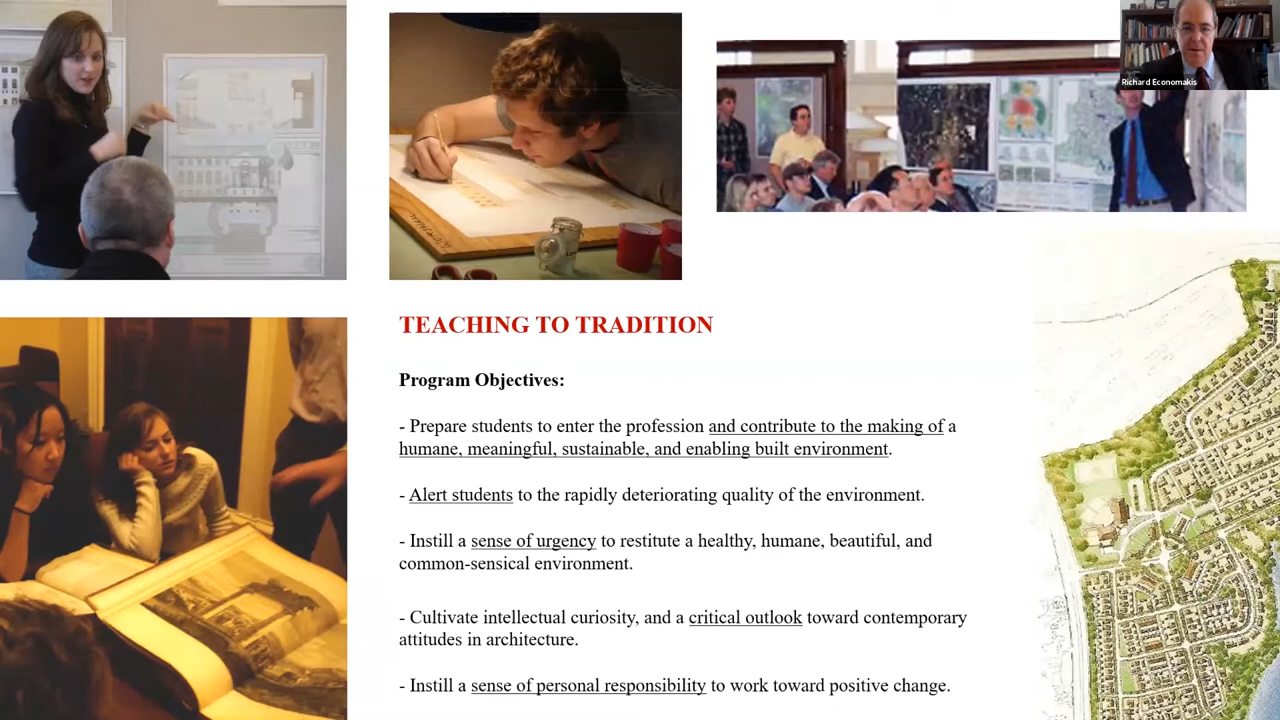 Richard Economakis
TEACHING TO TRADITION
Program Objectives:
- Prepare students to enter the profession and contribute to the making of a
humane, meaningful, sustainable, and enabling built environment.
- Alert students to the rapidly deteriorating quality of the environment.
- Instill a sense of urgency to restitute a healthy, humane, beautiful, and
common-sensical environment.
- Cultivate intellectual curiosity, and a critical outlook toward contemporary
attitudes in architecture.
- Instill a sense of personal responsibility to work toward positive change.